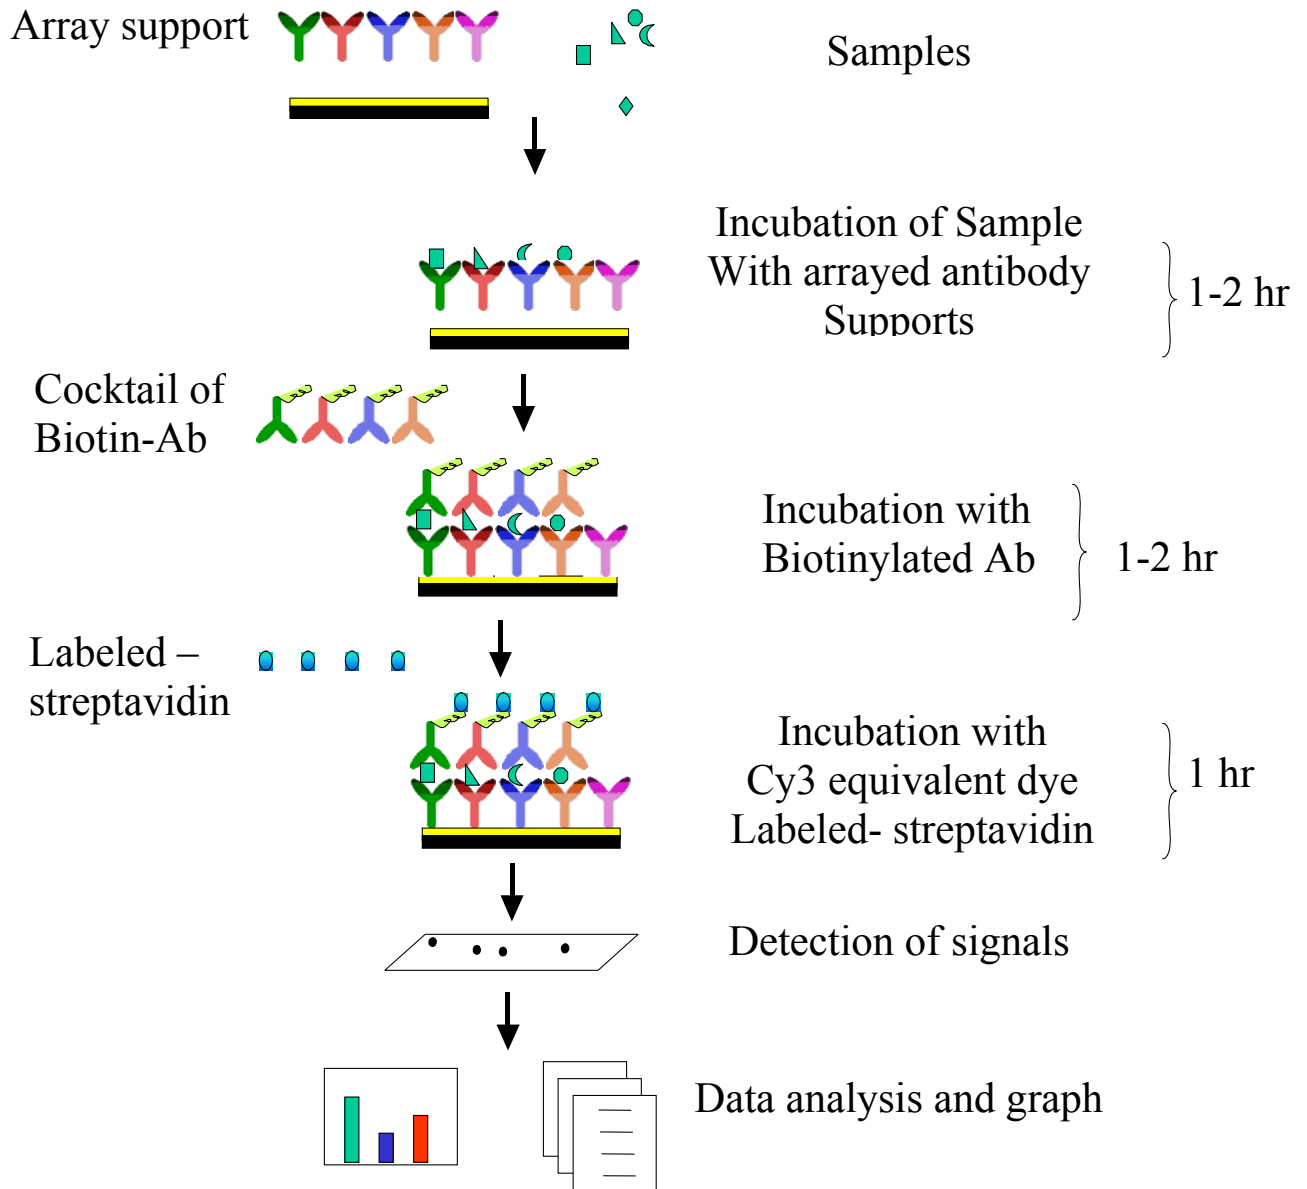 Array support
Samples
Incubation of Sample
With arrayed antibody
Supports
1-2 hr
Cocktail of
Biotin-Ab
Incubation with
Biotinylated Ab
1-2 hr
Labeled –
streptavidin
Incubation with
Cy3 equivalent dye
Labeled- streptavidin
1 hr
Detection of signals
Data analysis and graph